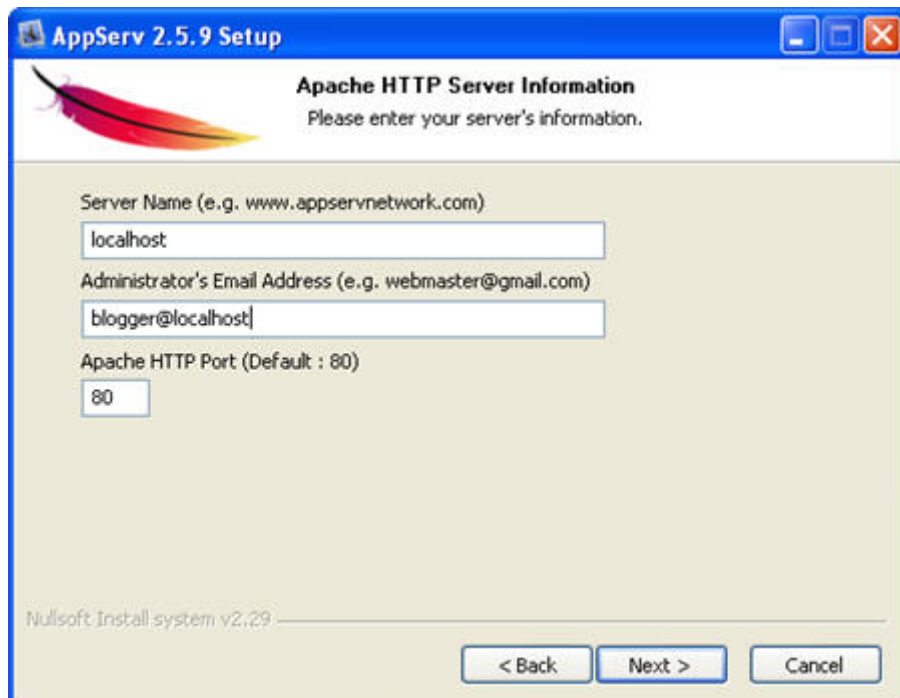 AppServ 2.5.9 Setup
Apache HTTP Server Information
Please enter your server's information.
Server Name (e.g. www.appservnetwork.com)
localhost
Administrator's Email Address (e.g. webmaster@gmail.com)
blogger@localhost
Apache HTTP Port (Default : 80)
80
Nullsoft Install system v2.29
< Back Next > Cancel